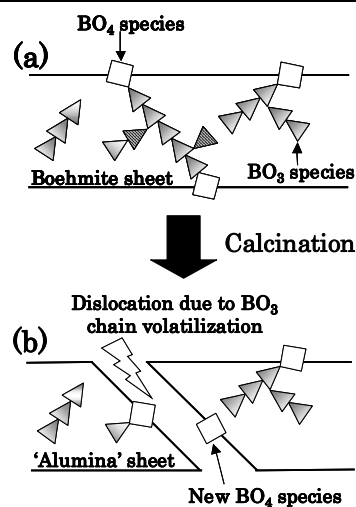 BO4 species
(a)
Boehmite sheet
BO3 species
Calcination
Dislocation due to BO3
chain volatilization
(b)
'Alumina' sheet
New BO4 species